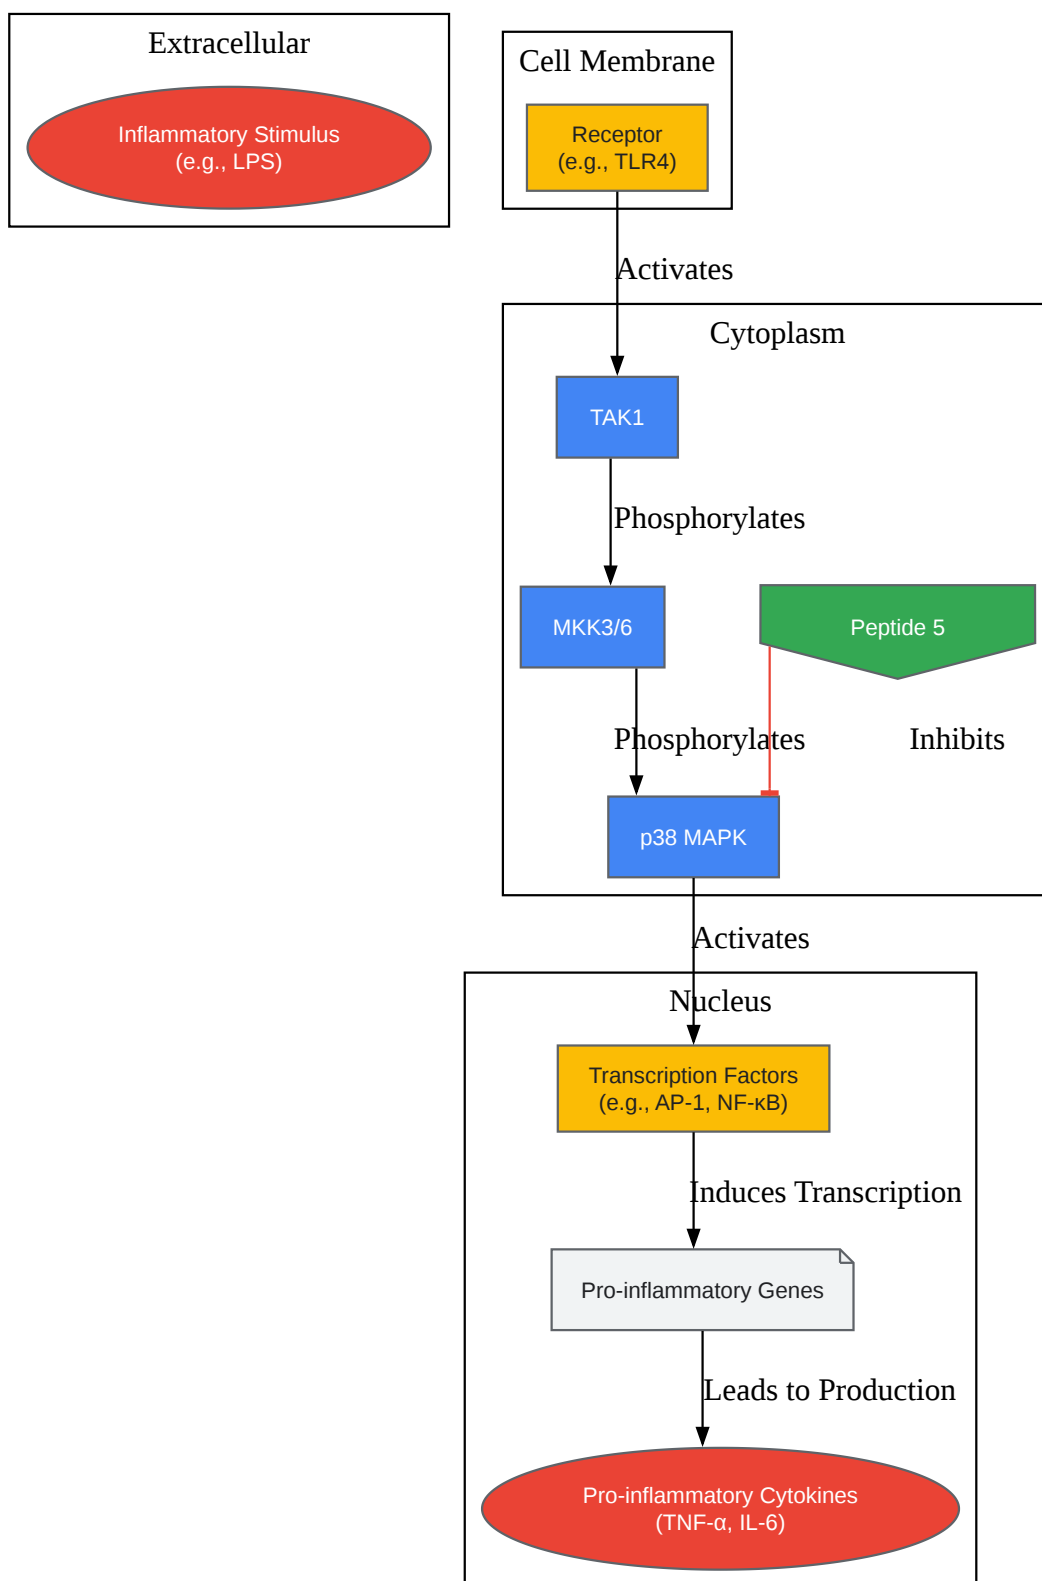 Extracellular
Inflammatory Stimulus
(e.g., LPS)
Cell Membrane
Receptor
(e.g., TLR4)
Activates
Cytoplasm
TAK1
Phosphorylates
MKK3/6
Peptide 5
Phosphorylates
Inhibits
p38 MAPK
Activates
Nucleus
Transcription Factors
(e.g., AP-1, NF-κB)
Induces Transcription
Pro-inflammatory Genes
Leads to Production
Pro-inflammatory Cytokines
(TNF-α, IL-6)